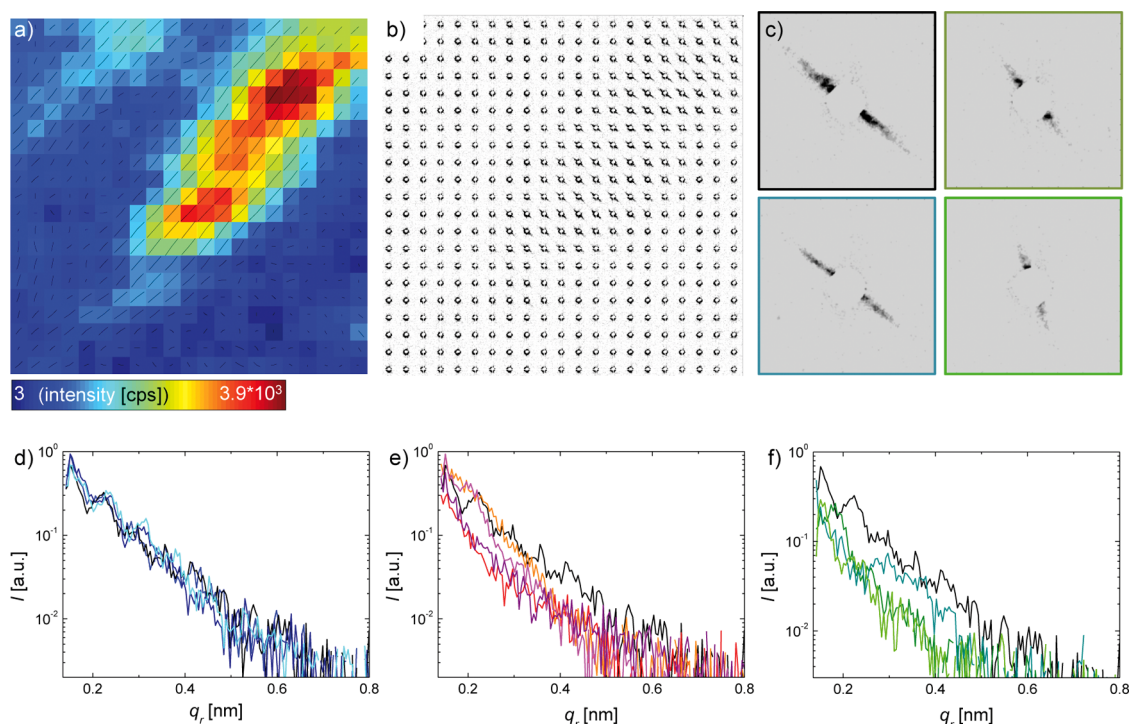 a)
b)
c)
3 (intensity [cps]) 3.9*10³
d)
e)
f)
I [a.u.]
10⁰
10⁻¹
10⁻²
0.2 0.4 0.6 0.8
qᵣ [nm]
I [a.u.]
10⁰
10⁻¹
10⁻²
0.2 0.4 0.6 0.8
qᵣ [nm]
I [a.u.]
10⁰
10⁻¹
10⁻²
0.2 0.4 0.6 0.8
qᵣ [nm]